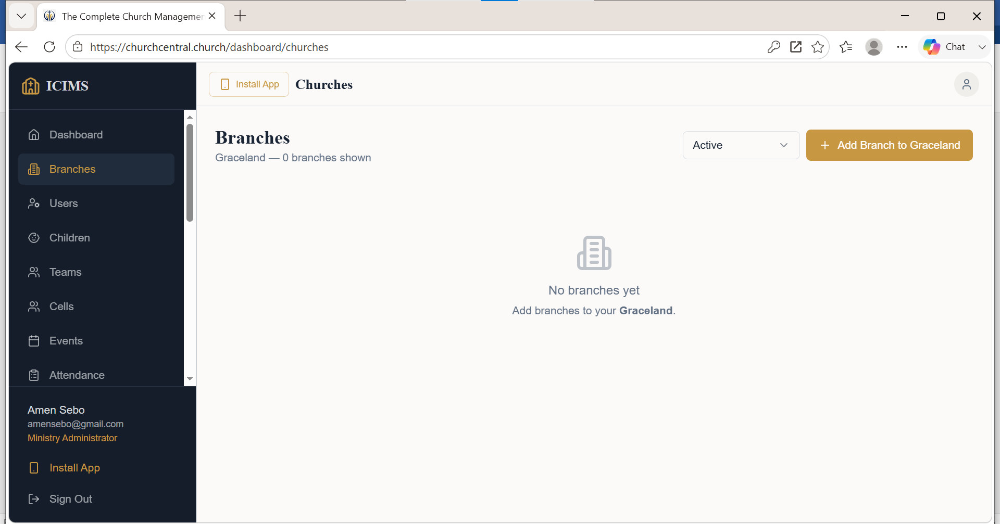 The Complete Church Managemen
https://churchcentral.church/dashboard/churches
Chat
ICIMS
Install App
Churches
Dashboard
Branches
Users
Children
Teams
Cells
Events
Attendance
Amen Sebo
amensebo@gmail.com
Ministry Administrator
Install App
Sign Out
Branches
Graceland — 0 branches shown
Active
Add Branch to Graceland
No branches yet
Add branches to your Graceland.